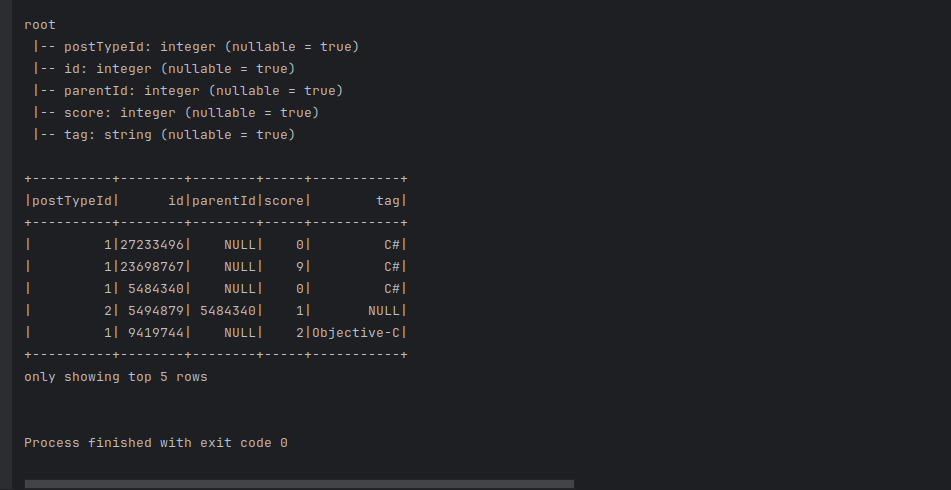 root
 |-- postTypeId: integer (nullable = true)
 |-- id: integer (nullable = true)
 |-- parentId: integer (nullable = true)
 |-- score: integer (nullable = true)
 |-- tag: string (nullable = true)

+----------+--------+--------+-----+-----------+
|postTypeId|      id|parentId|score|        tag|
+----------+--------+--------+-----+-----------+
|         1|27233496|    NULL|    0|         C#|
|         1|23698767|    NULL|    9|         C#|
|         1| 5484340|    NULL|    0|         C#|
|         2| 5494879| 5484340|    1|       NULL|
|         1| 9419744|    NULL|    2|Objective-C|
+----------+--------+--------+-----+-----------+
only showing top 5 rows

Process finished with exit code 0